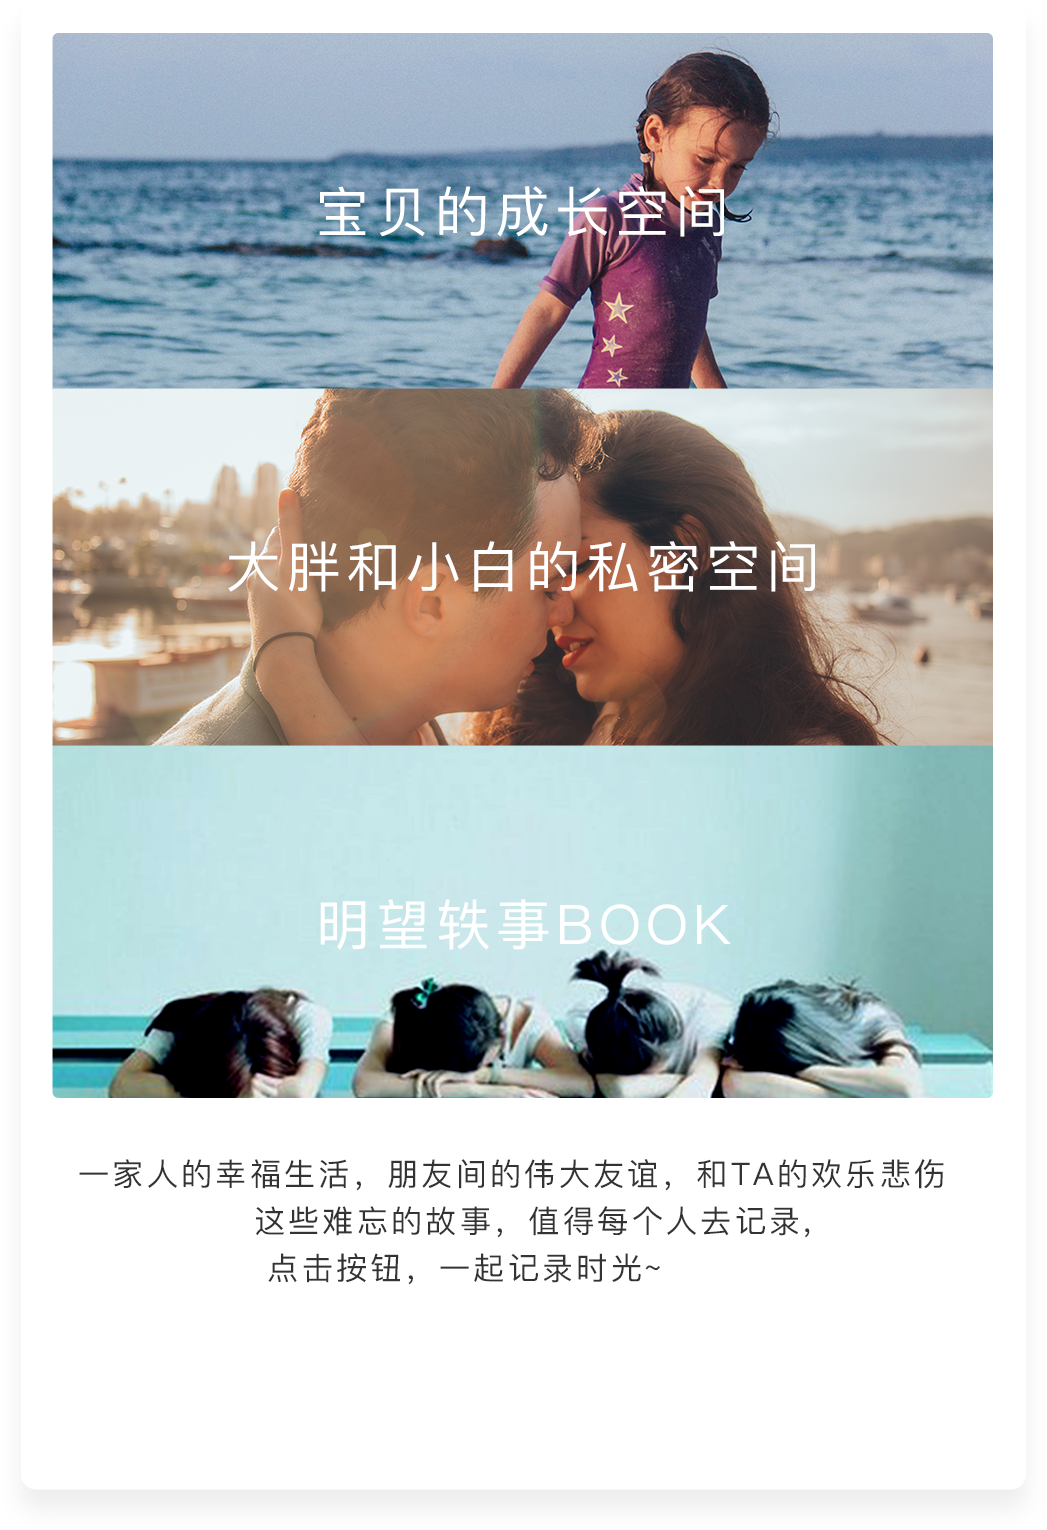 宝贝的成长空间
大胖和小白的私密空间
明望轶事BOOK
一家人的幸福生活，朋友间的伟大友谊，和TA的欢乐悲伤
这些难忘的故事，值得每个人去记录，
点击按钮，一起记录时光~